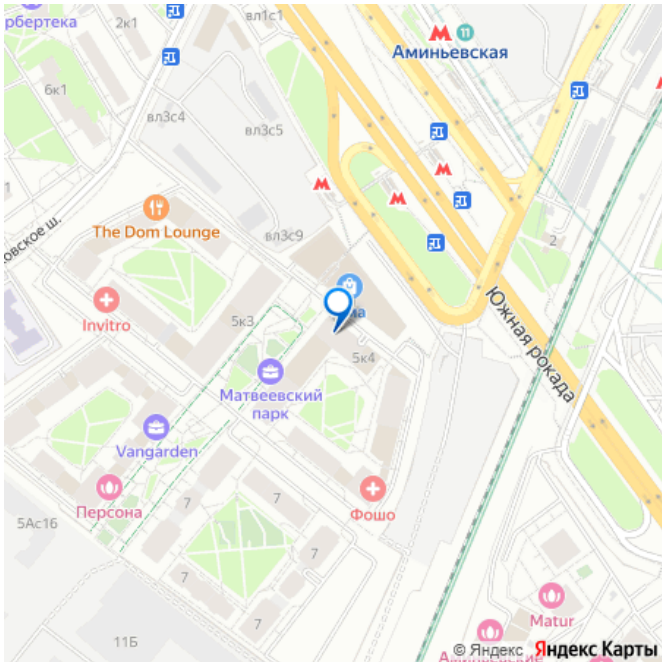 рбертека
2к1
вл1с1
11
Аминьевская
6к1
вл3с4
вл3с5
The Dom Lounge
вл3с9
2
овское ш.
Invitro
5к3
Южная рокада
5к4
Матвеевский
парк
Vangarden
Персона
Фошо
5Ас16
7
7
7
7
7
11Б
Matur
Аминьевские
© Яндекс Яндекс Карты